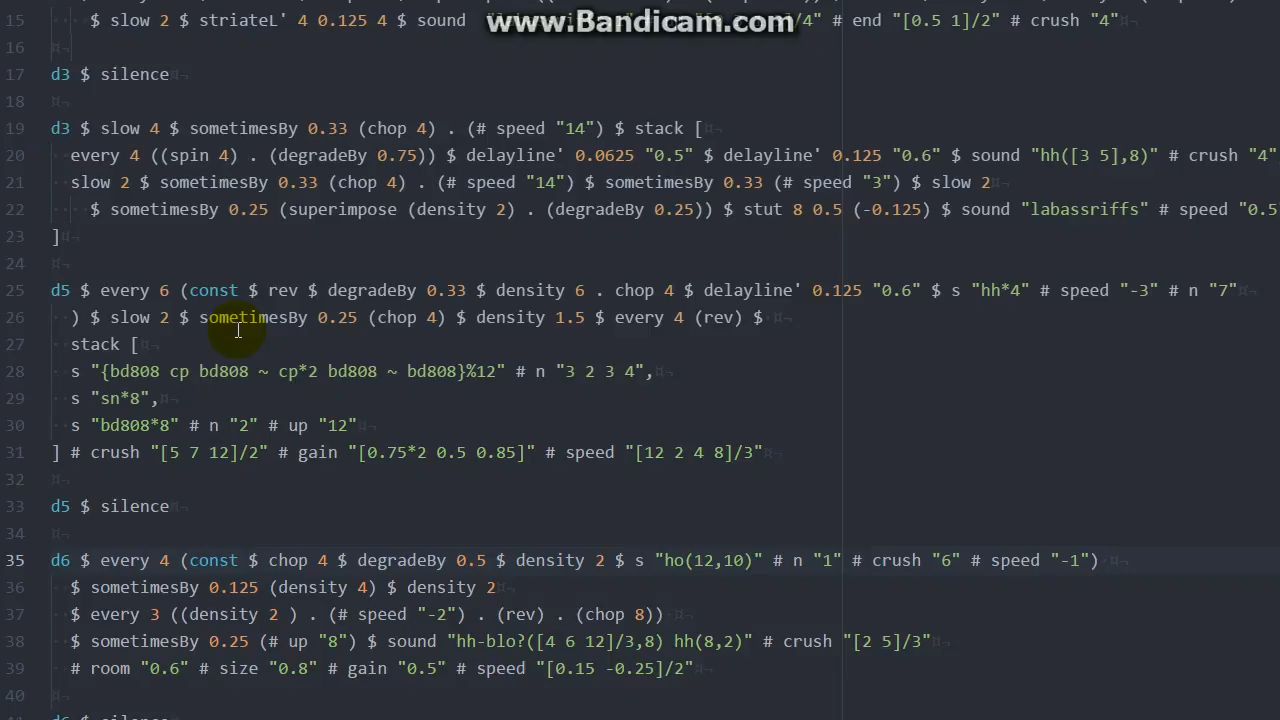 www.Bandicam.com
15 $ slow 2 $ striateL' 4 0.125 4 $ sound /4" # end "[0.5 1]/2" # crush "4"
16
17 d3 $ silence
18
19 d3 $ slow 4 $ sometimesBy 0.33 (chop 4) . (# speed "14") $ stack [
20 every 4 ((spin 4) . (degradeBy 0.75)) $ delayline' 0.0625 "0.5" $ delayline' 0.125 "0.6" $ sound "hh([3 5],8)" # crush "4"
21 slow 2 $ sometimesBy 0.33 (chop 4) . (# speed "14") $ sometimesBy 0.33 (# speed "3") $ slow 2
22 $ sometimesBy 0.25 (superimpose (density 2) . (degradeBy 0.25)) $ stut 8 0.5 (-0.125) $ sound "labassriffs" # speed "0.5
23 ]
24
25 d5 $ every 6 (const $ rev $ degradeBy 0.33 $ density 6 . chop 4 $ delayline' 0.125 "0.6" $ s "hh*4" # speed "-3" # n "7"
26 ) $ slow 2 $ sometimesBy 0.25 (chop 4) $ density 1.5 $ every 4 (rev) $
27 stack [
28 s "{bd808 cp bd808 ~ cp*2 bd808 ~ bd808}%12" # n "3 2 3 4",
29 s "sn*8",
30 s "bd808*8" # n "2" # up "12"
31 ] # crush "[5 7 12]/2" # gain "[0.75*2 0.5 0.85]" # speed "[12 2 4 8]/3"
32
33 d5 $ silence
34
35 d6 $ every 4 (const $ chop 4 $ degradeBy 0.5 $ density 2 $ s "ho(12,10)" # n "1" # crush "6" # speed "-1")
36 $ sometimesBy 0.125 (density 4) $ density 2
37 $ every 3 ((density 2 ) . (# speed "-2") . (rev) . (chop 8))
38 $ sometimesBy 0.25 (# up "8") $ sound "hh-blo?([4 6 12]/3,8) hh(8,2)" # crush "[2 5]/3"
39 # room "0.6" # size "0.8" # gain "0.5" # speed "[0.15 -0.25]/2"
40
41 d6 $ silence